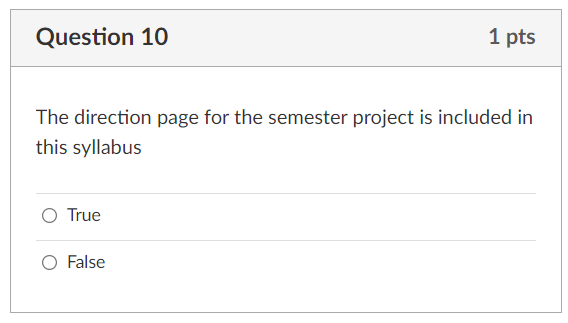 Question 10
1 pts
The direction page for the semester project is included in
this syllabus
True
False